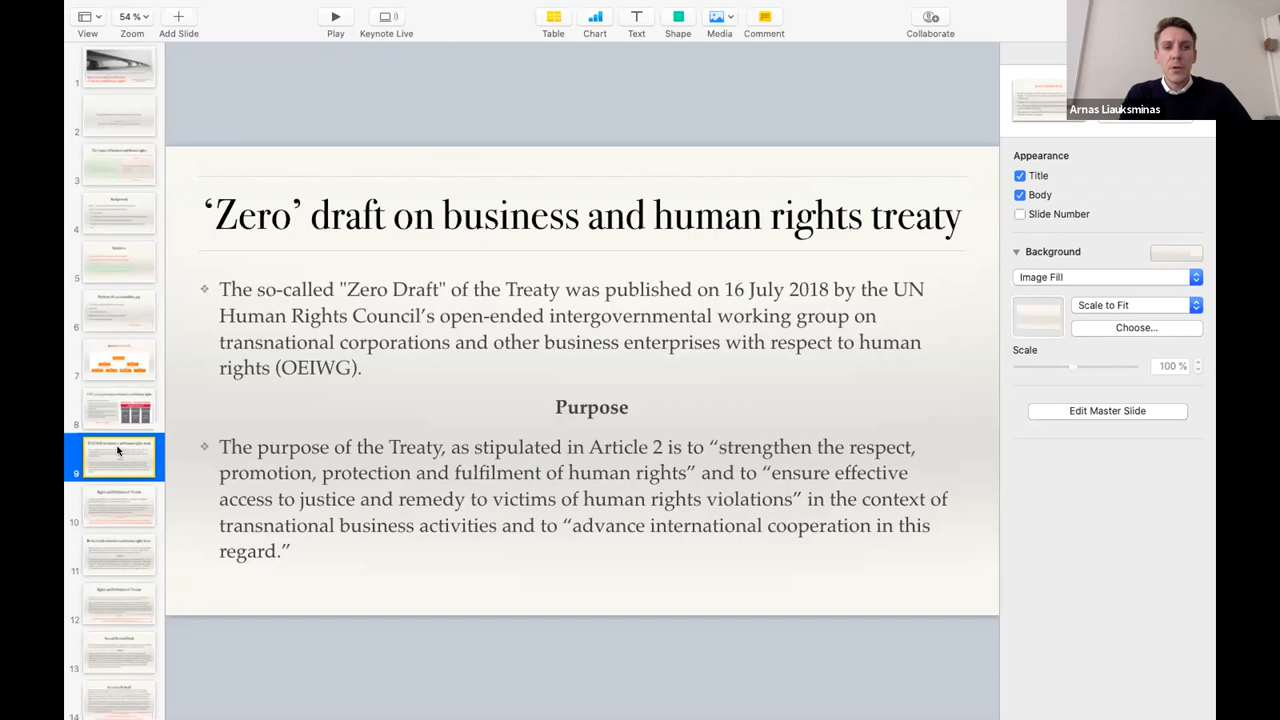 View
54 %
Zoom
Add Slide
Play
Keynote Live
Table
Chart
Text
Shape
Media
Comment
Collaborate
Arnas Liauksminas
1
2
3
4
5
6
7
8
9
10
11
12
13
14
‘Zero’ draft on business and human rights treaty
The so-called "Zero Draft" of the Treaty was published on 16 July 2018 by the UN
Human Rights Council’s open-ended intergovernmental working group on
transnational corporations and other business enterprises with respect to human
rights (OEIWG).
Purpose
The purpose of the Treaty, as stipulated in Article 2 is to “strengthen the respect,
promotion, protection and fulfilment of human rights” and to “ensure effective
access to justice and remedy to victims of human rights violations” in the context of
transnational business activities and to “advance international cooperation in this
regard.”
Appearance
Title
Body
Slide Number
Background
Image Fill
Scale to Fit
Choose...
Scale
100 %
Edit Master Slide